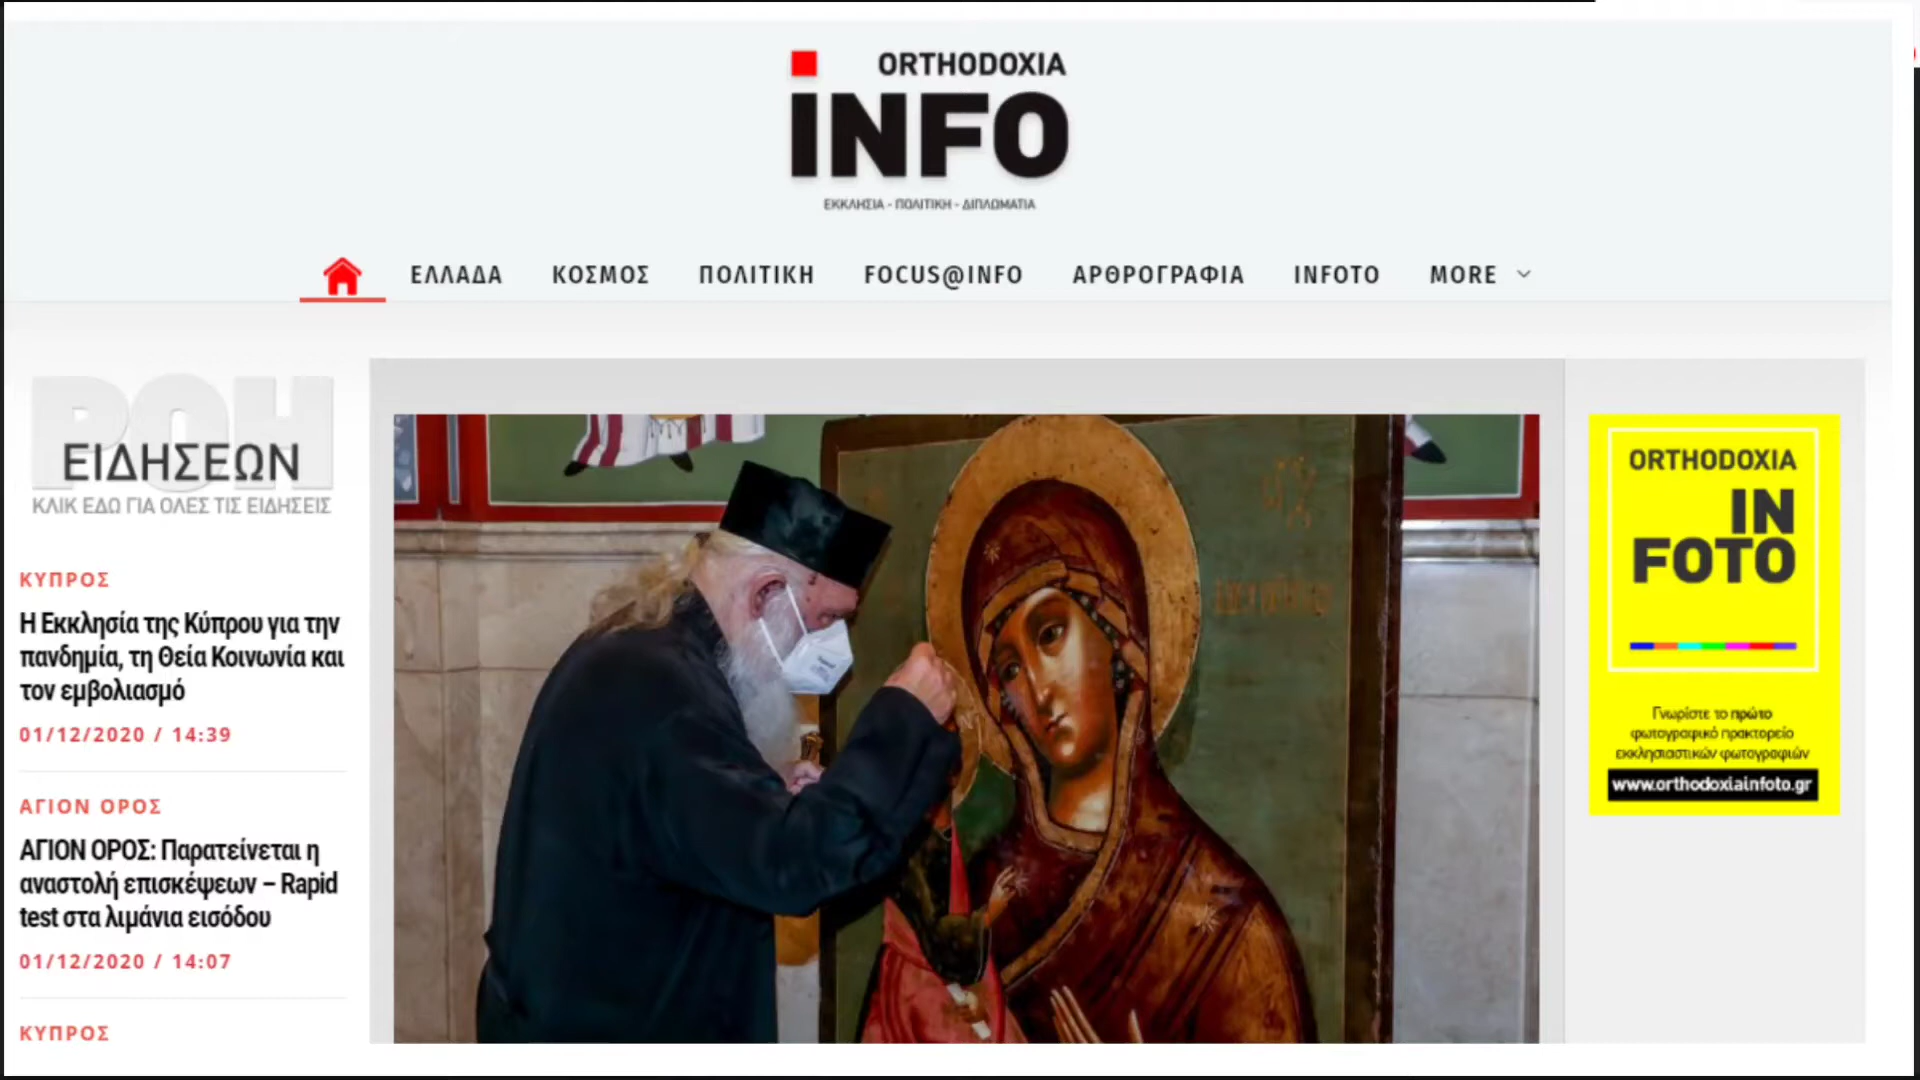 ORTHODOXIA
INFO
ΕΚΚΛΗΣΙΑ - ΠΟΛΙΤΙΚΗ - ΔΙΠΛΩΜΑΤΙΑ
ΕΛΛΑΔΑ ΚΟΣΜΟΣ ΠΟΛΙΤΙΚΗ FOCUS@INFO ΑΡΘΡΟΓΡΑΦΙΑ INFOTO MORE
ΡΟΗ
ΕΙΔΗΣΕΩΝ
ΚΛΙΚ ΕΔΩ ΓΙΑ ΟΛΕΣ ΤΙΣ ΕΙΔΗΣΕΙΣ
ΚΥΠΡΟΣ
Η Εκκλησία της Κύπρου για την
πανδημία, τη Θεία Κοινωνία και
τον εμβολιασμό
01/12/2020 / 14:39
ΑΓΙΟΝ ΟΡΟΣ
ΑΓΙΟΝ ΟΡΟΣ: Παρατείνεται η
αναστολή επισκέψεων – Rapid
test στα λιμάνια εισόδου
01/12/2020 / 14:07
ΚΥΠΡΟΣ
ORTHODOXIA
IN
FOTO
Γνωρίστε το πρώτο
φωτογραφικό πρακτορείο
εκκλησιαστικών φωτογραφιών
www.orthodoxiainfoto.gr